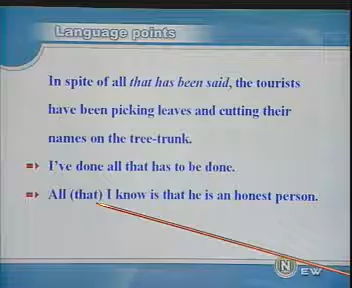 Language points
In spite of all that has been said, the tourists
have been picking leaves and cutting their
names on the tree-trunk.
I've done all that has to be done.
All (that) I know is that he is an honest person.
NEW